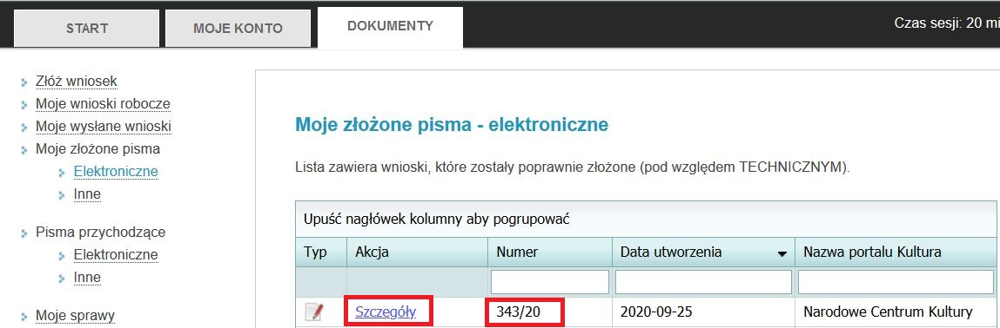 START MOJE KONTO DOKUMENTY Czas sesji: 20 mi
Złóż wniosek
Moje wnioski robocze
Moje wysłane wnioski
Moje złożone pisma
Elektroniczne
Inne
Pisma przychodzące
Elektroniczne
Inne
Moje sprawy
Moje złożone pisma - elektroniczne
Lista zawiera wnioski, które zostały poprawnie złożone (pod względem TECHNICZNYM).
Upuść nagłówek kolumny aby pogrupować
Typ Akcja Numer Data utworzenia Nazwa portalu Kultura
Szczegóły 343/20 2020-09-25 Narodowe Centrum Kultury